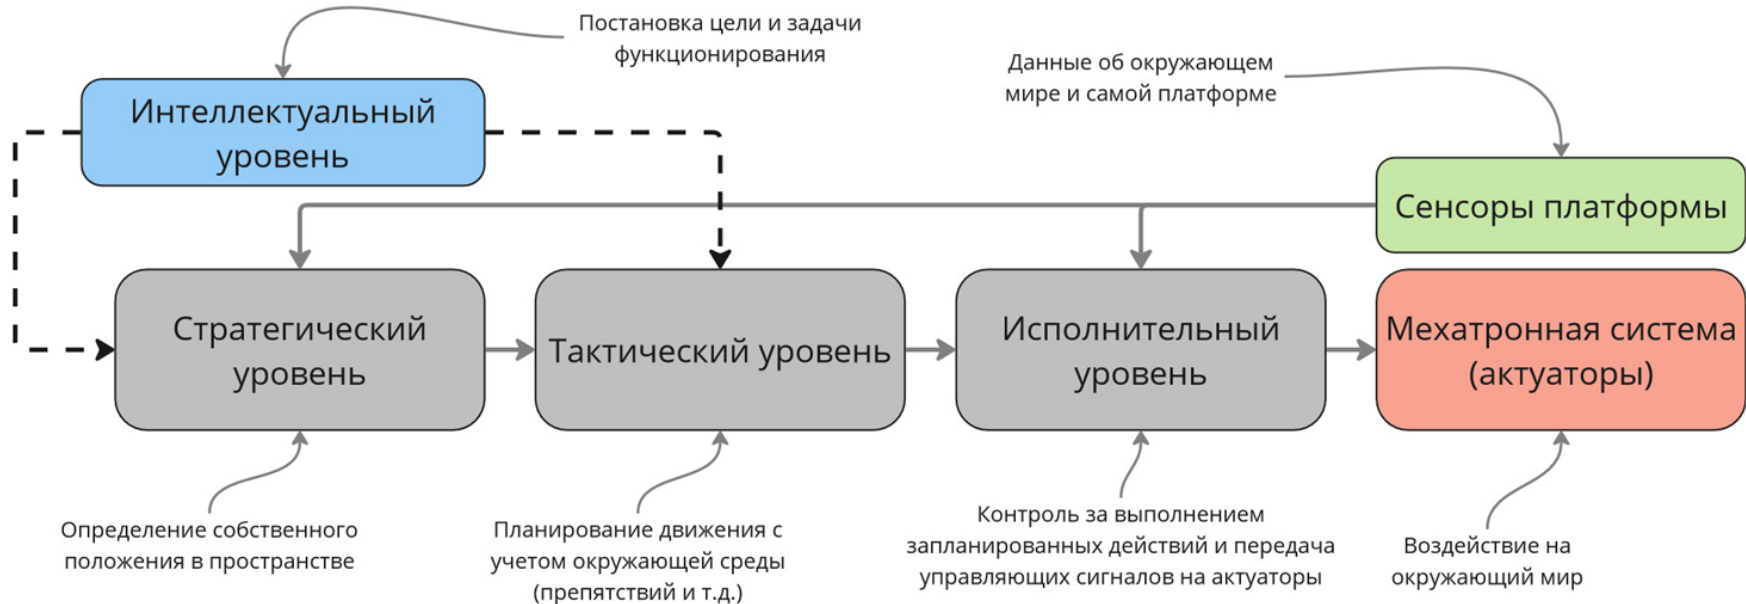 Постановка цели и задачи
функционирования
Данные об окружающем
мире и самой платформе
Интеллектуальный
уровень
Сенсоры платформы
Стратегический
уровень
Тактический уровень
Исполнительный
уровень
Мехатронная система
(актуаторы)
Определение собственного
положения в пространстве
Планирование движения с
учетом окружающей среды
(препятствий и т.д.)
Контроль за выполнением
запланированных действий и передача
управляющих сигналов на актуаторы
Воздействие на
окружающий мир